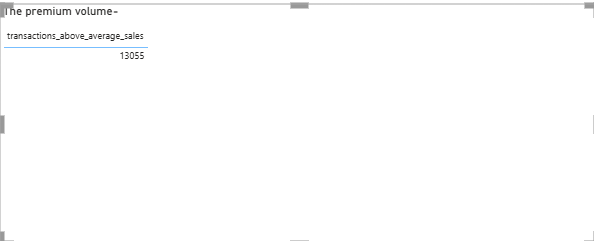 The premium volume-
transactions_above_average_sales
13055